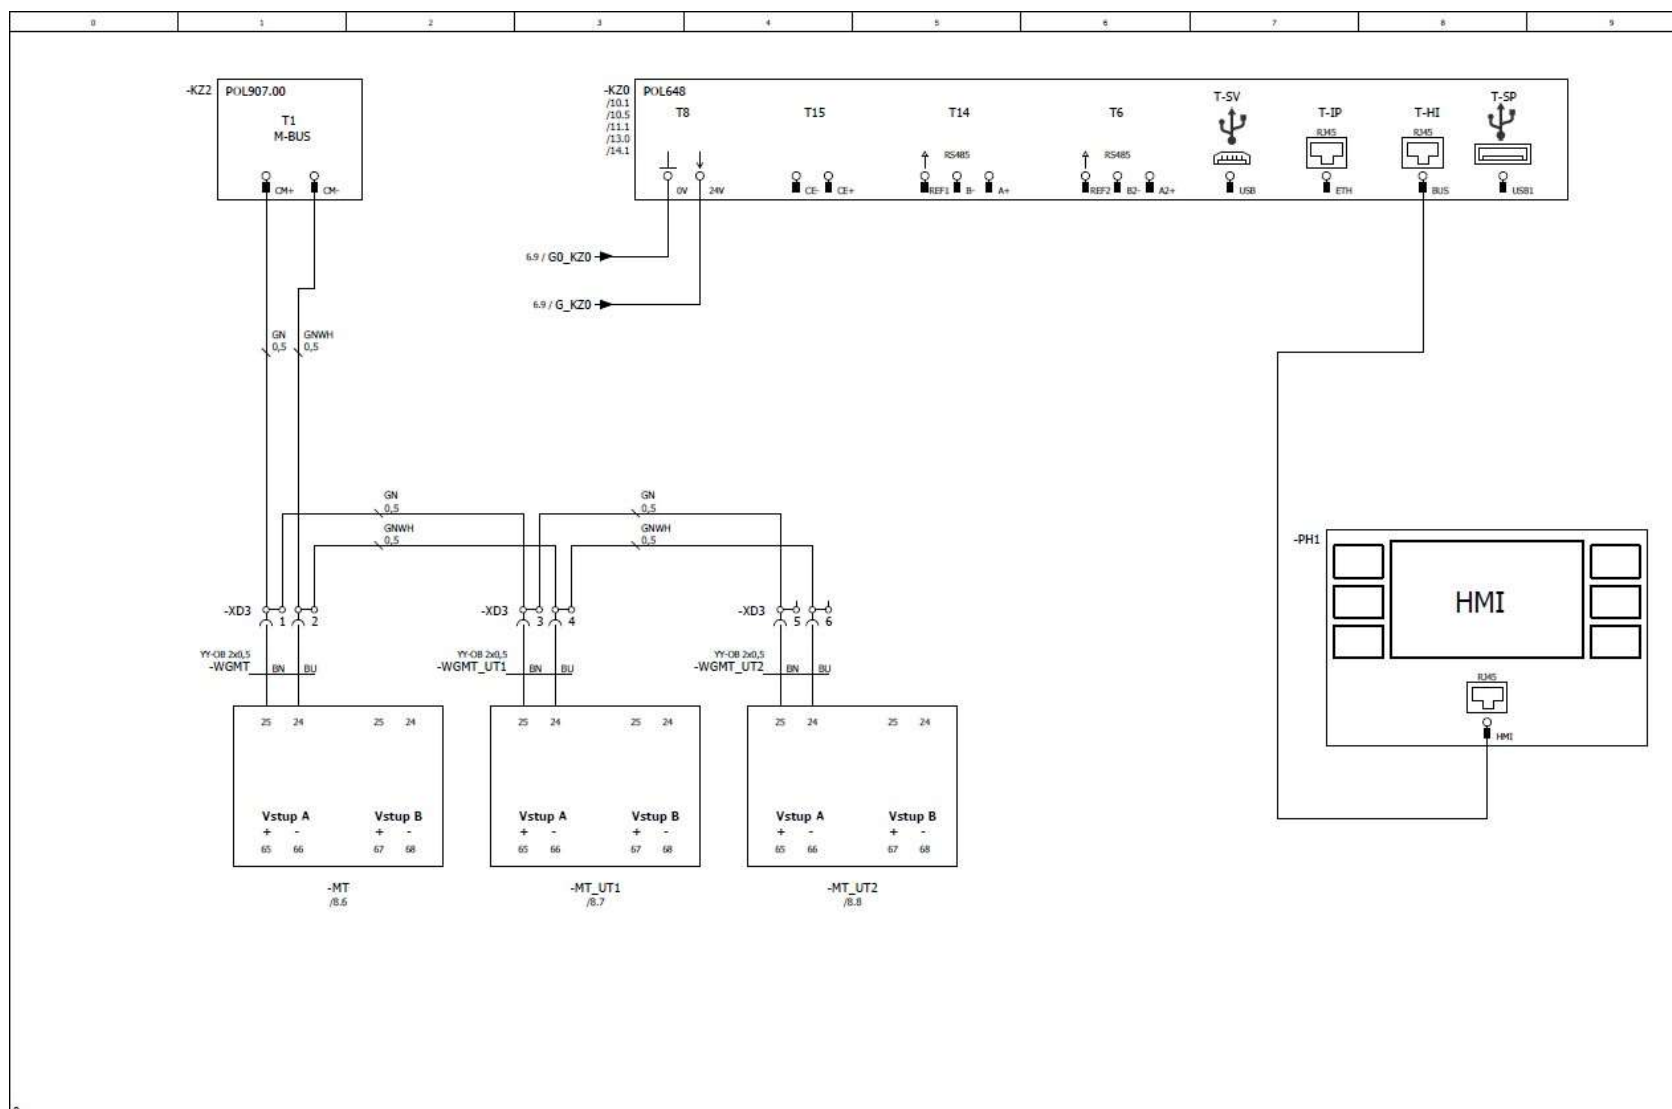 0 1 2 3 4 5 6 7 8 9
-KZ2 POL907.00
T1
M-BUS
CM+ CM-
-KZ0 POL648
/10.1
/10.5
/11.1
/13.0
/14.1
T8 T15 T14 T6 T-SV T-IP T-HI T-SP
RS485 RS485 RJ45 RJ45
0V 24V CE- CE+ REF1 B- A+ REF2 B2- A2+ USB ETH BUS USB1
6.9 / G0_KZ0
6.9 / G_KZ0
GN GNWH
0,5 0,5
GN GN
0,5 0,5
GNWH GNWH
0,5 0,5
-PH1
HMI
RJ45
HMI
-XD3 1 2 -XD3 3 4 -XD3 5 6
YY-OB 2x0,5 YY-OB 2x0,5 YY-OB 2x0,5
-WGMT BN BU -WGMT_UT1 BN BU -WGMT_UT2 BN BU
25 24 25 24 25 24 25 24 25 24 25 24
Vstup A Vstup B Vstup A Vstup B Vstup A Vstup B
+ - + - + - + - + - + -
65 66 67 68 65 66 67 68 65 66 67 68
-MT -MT_UT1 -MT_UT2
/8.6 /8.7 /8.8